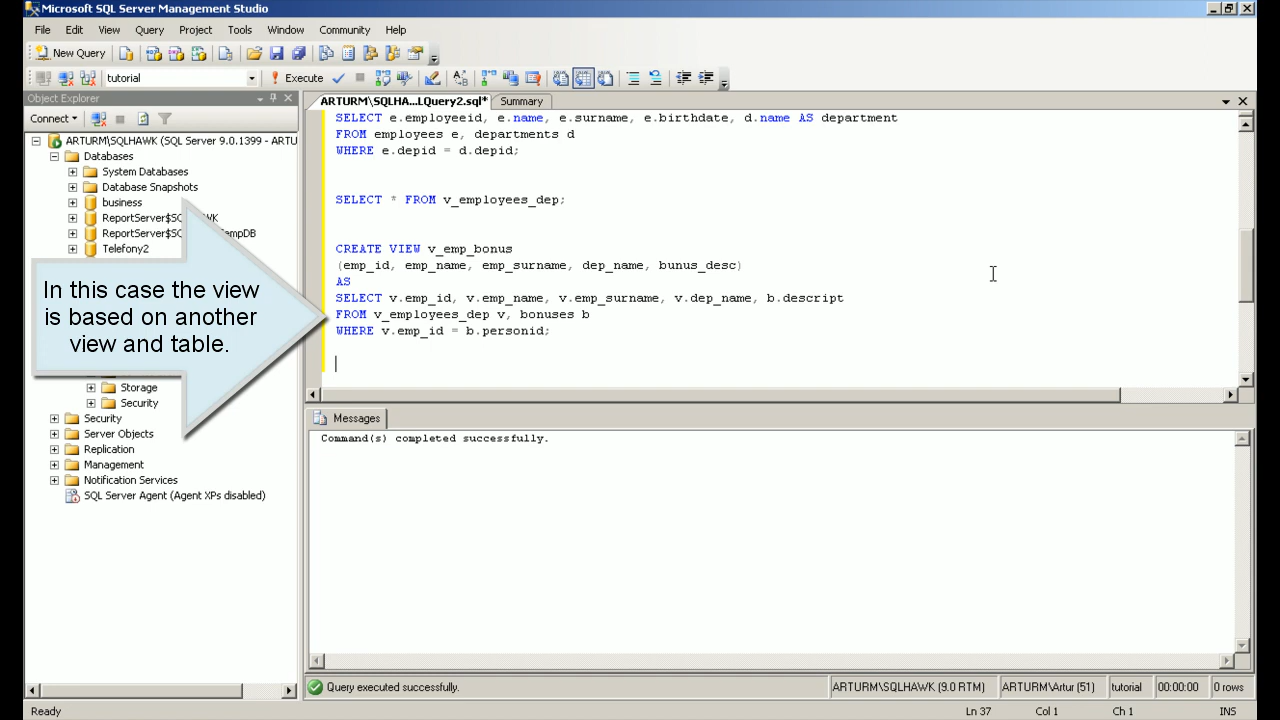 Microsoft SQL Server Management Studio
File Edit View Query Project Tools Window Community Help
New Query
tutorial Execute
Object Explorer
Connect
ARTURM\SQLHAWK (SQL Server 9.0.1399 - ARTU
Databases
System Databases
Database Snapshots
business
ReportServer$SQ WK
ReportServer$SQ empDB
Telefony2
Storage
Security
Security
Server Objects
Replication
Management
Notification Services
SQL Server Agent (Agent XPs disabled)
In this case the view
is based on another
view and table.
ARTURM\SQLHA...LQuery2.sql* Summary
SELECT e.employeeid, e.name, e.surname, e.birthdate, d.name AS department
FROM employees e, departments d
WHERE e.depid = d.depid;
SELECT * FROM v_employees_dep;
CREATE VIEW v_emp_bonus
(emp_id, emp_name, emp_surname, dep_name, bunus_desc)
AS
SELECT v.emp_id, v.emp_name, v.emp_surname, v.dep_name, b.descript
FROM v_employees_dep v, bonuses b
WHERE v.emp_id = b.personid;
Messages
Command(s) completed successfully.
Query executed successfully. ARTURM\SQLHAWK (9.0 RTM) ARTURM\Artur (51) tutorial 00:00:00 0 rows
Ready Ln 37 Col 1 Ch 1 INS